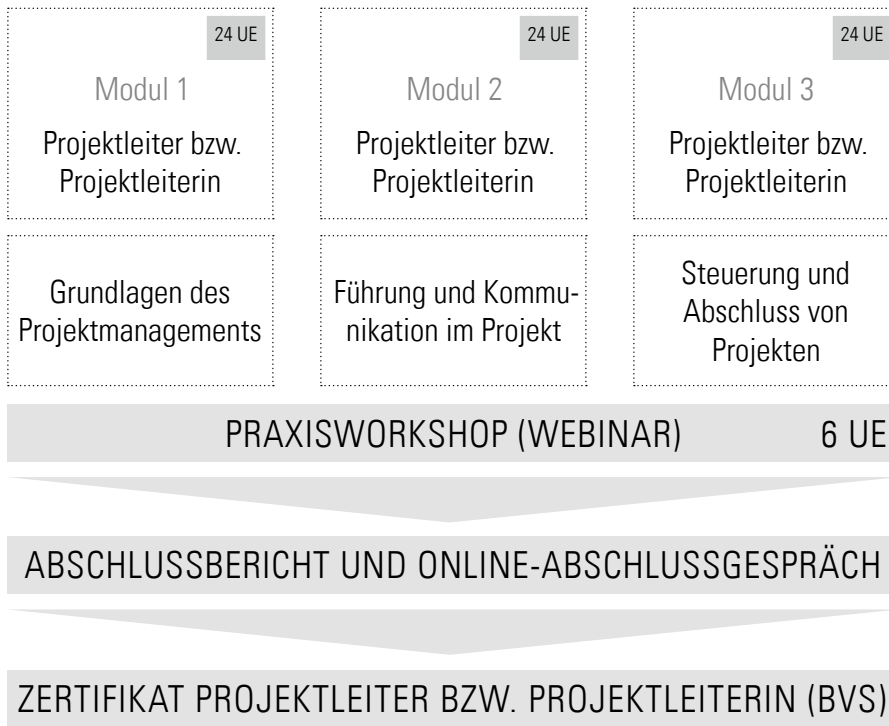 24 UE
Modul 1
Projektleiter bzw.
Projektleiterin
24 UE
Modul 2
Projektleiter bzw.
Projektleiterin
24 UE
Modul 3
Projektleiter bzw.
Projektleiterin
Grundlagen des
Projektmanagements
Führung und Kommu-
nikation im Projekt
Steuerung und
Abschluss von
Projekten
PRAXISWORKSHOP (WEBINAR) 6 UE
ABSCHLUSSBERICHT UND ONLINE-ABSCHLUSSGESPRÄCH
ZERTIFIKAT PROJEKTLEITER BZW. PROJEKTLEITERIN (BVS)